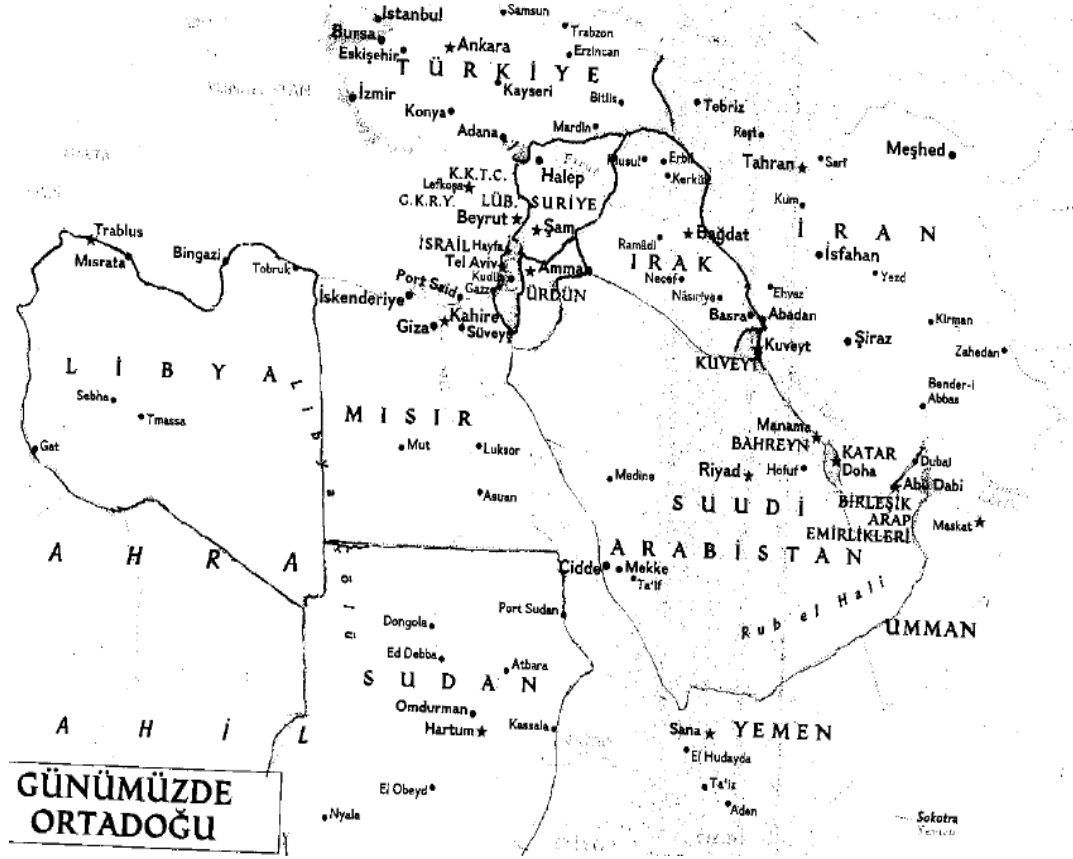 İstanbul
Samsun
Bursa
Trabzon
Eskişehir
Ankara
Erzincan
TÜRKİYE
Kayseri
İzmir
Bitlis
Tebriz
Konya
Adana
Mardin
Reşt
Meşhed
Tahran
Sari
Musul
Erbil
Halep
Fırat
Kerkük
K.K.T.C.
Lefkoşa
G.K.R.Y.
LÜB.
SURİYE
Kum
Beyrut
Şam
Bağdat
İRAN
Trablus
Ramâdi
Mısrata
Bingazi
İSRAİL
Hayfa
IRAK
İsfahan
Tobruk
Tel Aviv
Amman
Yezd
Kudüs
Necef
Port Said
Gazze
ÜRDÜN
Nâsıriye
Ehvaz
İskenderiye
Kahire
Basra
Abadan
Kirman
Giza
Süveyş
Kuveyt
Şiraz
KUVEYT
Zahedan
LİBYA
Bender-i
Abbas
Sebha
Tmassa
MISIR
Manama
BAHREYN
Gat
Mut
Luksor
KATAR
Doha
Dubai
Medine
Riyad
Hofuf
Abu Dabi
Asuan
SUUDİ
BİRLEŞİK
ARAP
EMİRLİKLERİ
Maskat
AHRA
ARABİSTAN
Cidde
Mekke
Ta'if
Rub el Hali
Port Sudan
Dongola
UMMAN
Ed Debba
Atbara
SUDAN
Omdurman
Hartum
Kassala
AHİL
Sana
YEMEN
El Hudayda
GÜNÜMÜZDE
ORTADOĞU
El Obeyd
Ta'iz
Aden
Nyala
Sokotra